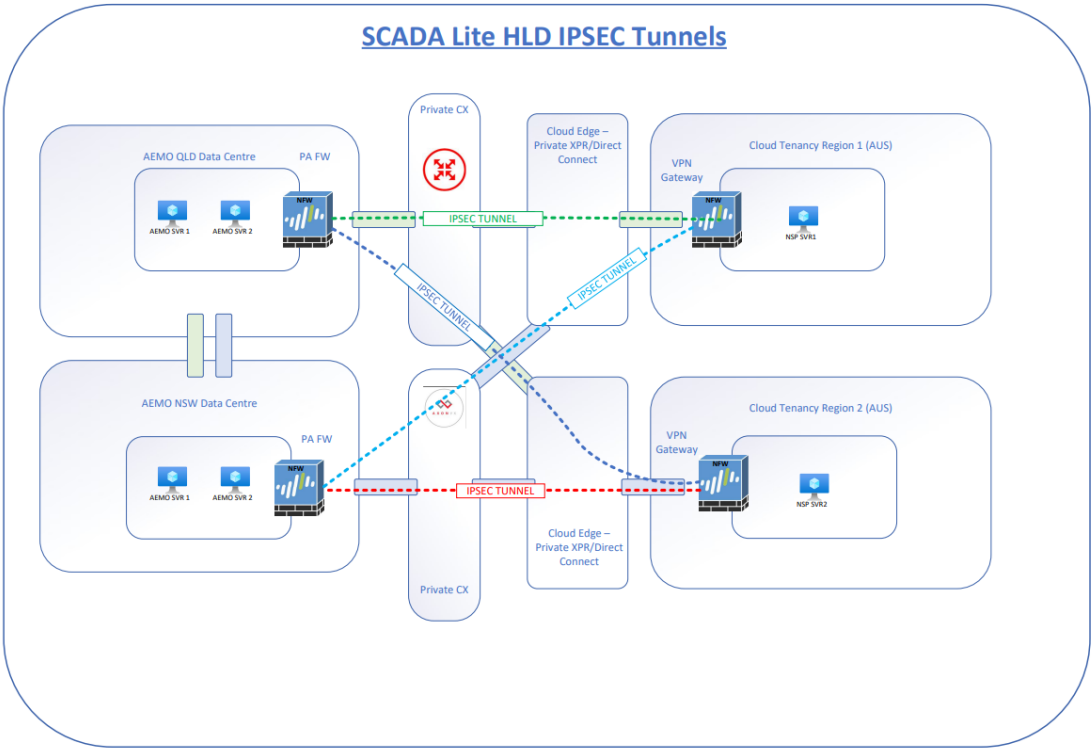 SCADA Lite HLD IPSEC Tunnels
Private CX
Cloud Edge –
Private XPR/Direct
Connect
AEMO QLD Data Centre
PA FW
Cloud Tenancy Region 1 (AUS)
VPN
Gateway
NFW
NFW
AEMO SVR 1
AEMO SVR 2
IPSEC TUNNEL
NSP SVR1
IPSEC TUNNEL
IPSEC TUNNEL
AEMO NSW Data Centre
PA FW
Cloud Tenancy Region 2 (AUS)
VPN
Gateway
NFW
NFW
AEMO SVR 1
AEMO SVR 2
IPSEC TUNNEL
NSP SVR2
Cloud Edge –
Private XPR/Direct
Connect
Private CX